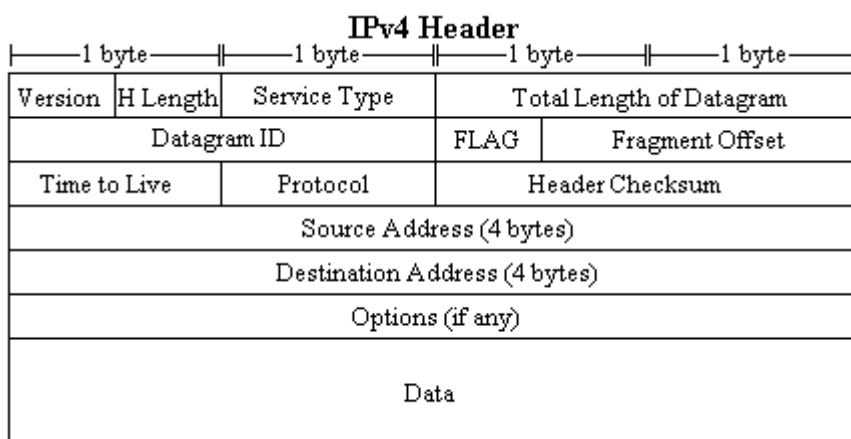 IPv4 Header
1 byte 1 byte 1 byte 1 byte
Version H Length Service Type Total Length of Datagram
Datagram ID FLAG Fragment Offset
Time to Live Protocol Header Checksum
Source Address (4 bytes)
Destination Address (4 bytes)
Options (if any)
Data